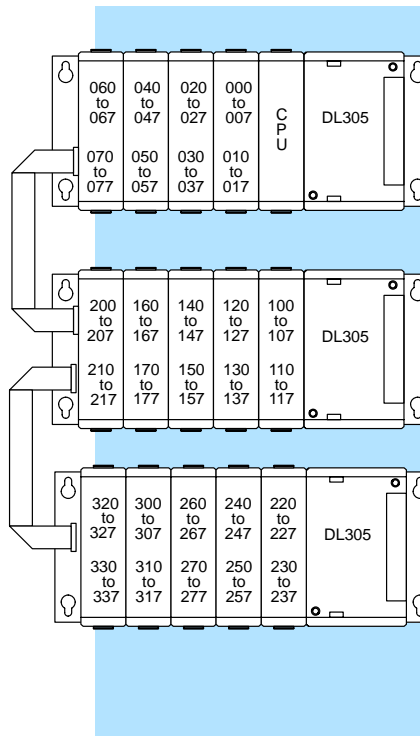 060 040 020 000
to to to to
067 047 027 007
070 050 030 010
to to to to
077 057 037 017
CPU
DL305
200 160 140 120 100
to to to to to
207 167 147 127 107
210 170 150 130 110
to to to to to
217 177 157 137 117
DL305
320 300 260 240 220
to to to to to
327 307 267 247 227
330 310 270 250 230
to to to to to
337 317 277 257 237
DL305